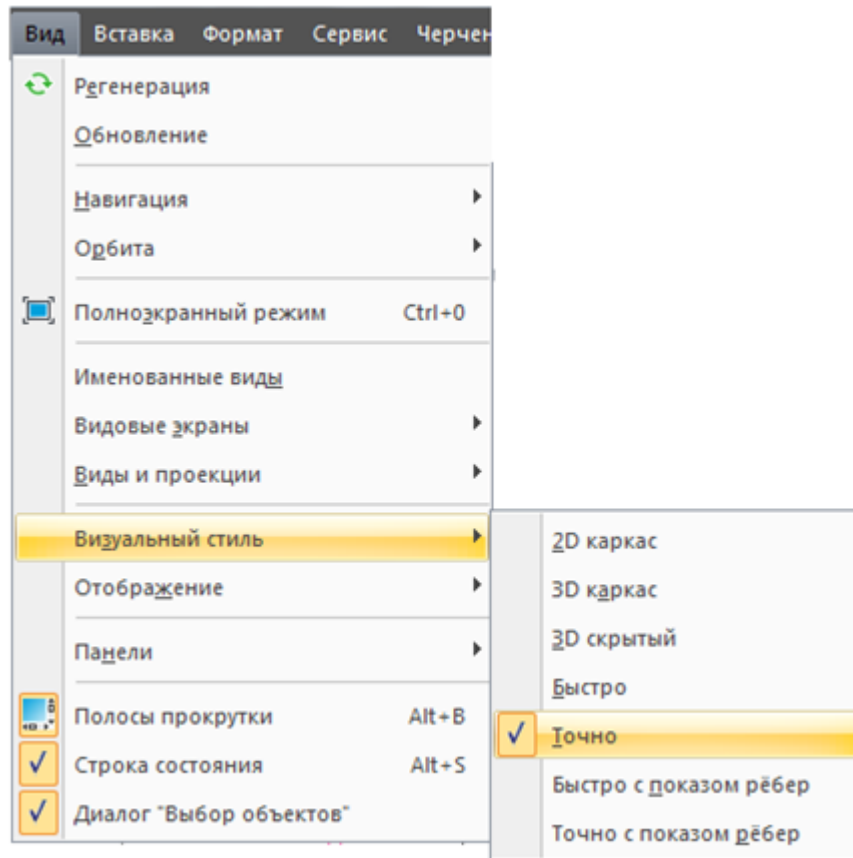 Вид Вставка Формат Сервис Черчен
Регенерация
Обновление
Навигация
Орбита
Полноэкранный режим Ctrl+0
Именованные виды
Видовые экраны
Виды и проекции
Визуальный стиль
2D каркас
Отображение
3D каркас
3D скрытый
Панели
Быстро
Полосы прокрутки Alt+B
Точно
Строка состояния Alt+S
Быстро с показом рёбер
Диалог "Выбор объектов"
Точно с показом рёбер